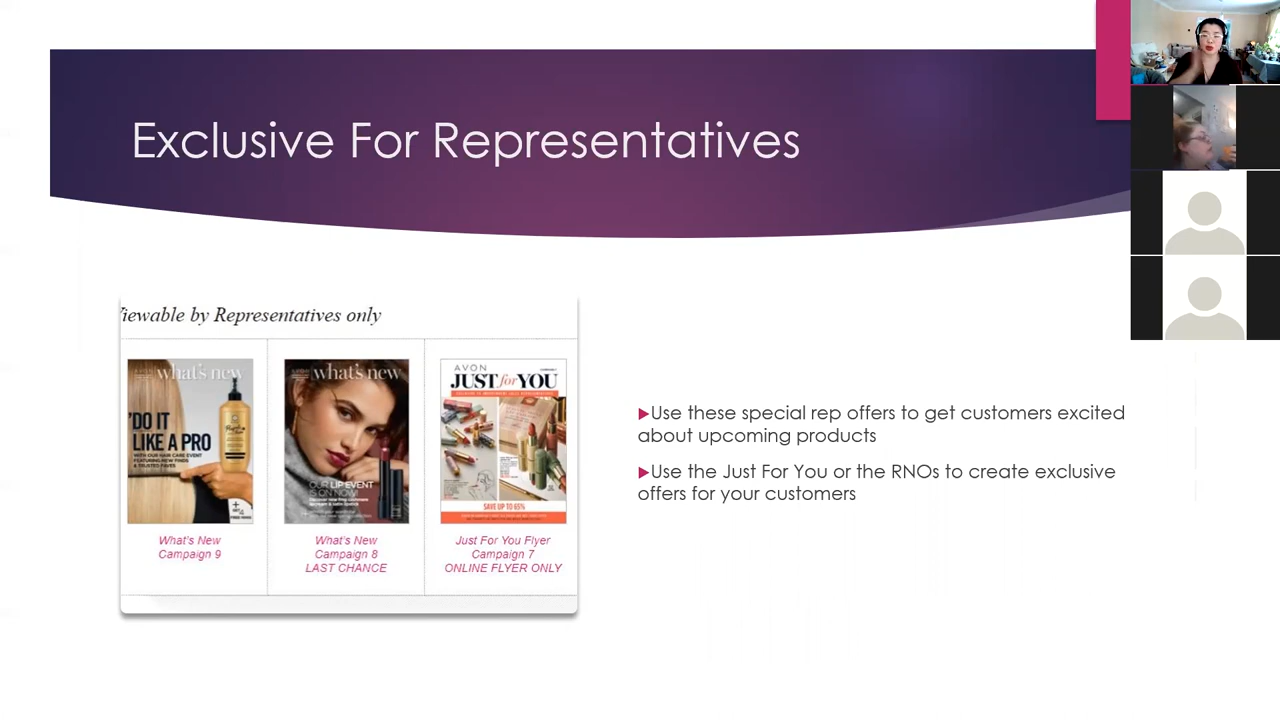 Exclusive For Representatives
Viewable by Representatives only
what's new
'DO IT
LIKE A PRO
WITH OUR HAIR CARE EVENT
FEATURING NEW FINDS
& TRUSTED FAVES
what's new
OUR LIP EVENT
IS ON NOW!
AVON
JUST for YOU
SAVE UP TO 65%
What's New
Campaign 9
What's New
Campaign 8
LAST CHANCE
Just For You Flyer
Campaign 7
ONLINE FLYER ONLY
▶Use these special rep offers to get customers excited
about upcoming products
▶Use the Just For You or the RNOs to create exclusive
offers for your customers